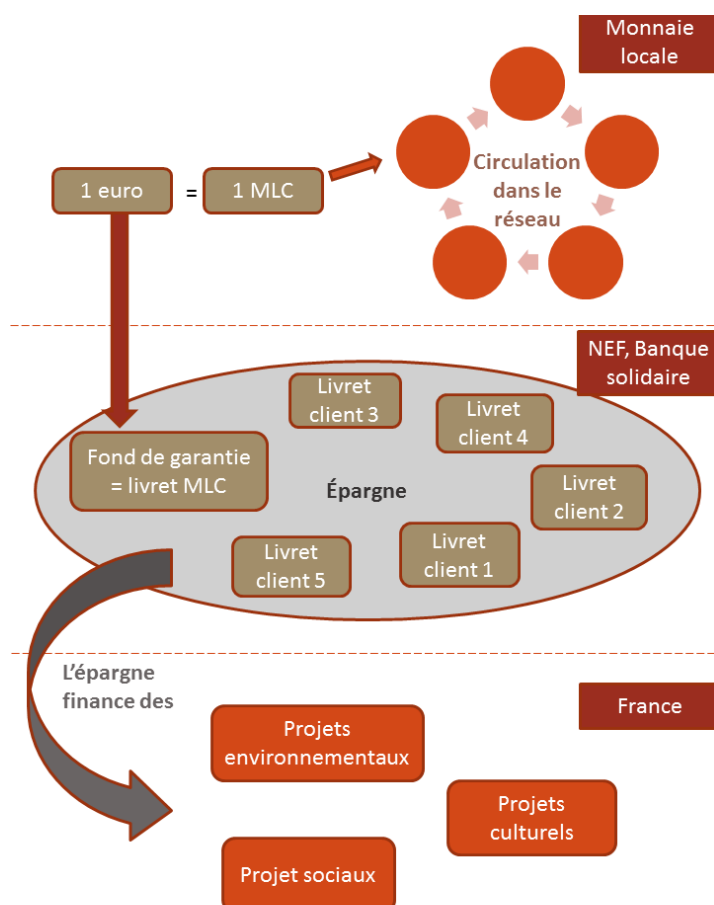 Monnaie
locale
1 euro
=
1 MLC
Circulation
dans le
réseau
NEF, Banque
solidaire
Livret
client 3
Livret
client 4
Fond de garantie
= livret MLC
Épargne
Livret
client 2
Livret
client 5
Livret
client 1
L'épargne
finance des
France
Projets
environnementaux
Projets
culturels
Projet sociaux